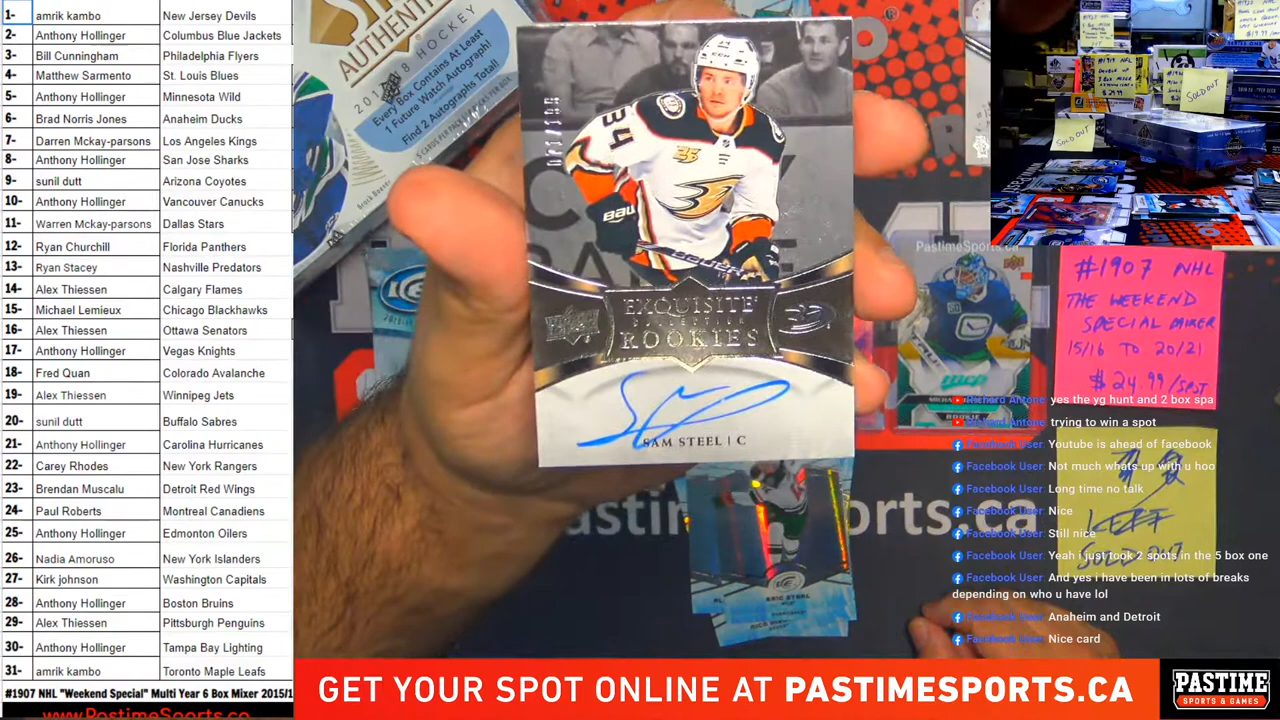 1- amrik kambo New Jersey Devils
2- Anthony Hollinger Columbus Blue Jackets
3- Bill Cunningham Philadelphia Flyers
4- Matthew Sarmento St. Louis Blues
5- Anthony Hollinger Minnesota Wild
6- Brad Norris Jones Anaheim Ducks
7- Darren Mckay-parsons Los Angeles Kings
8- Anthony Hollinger San Jose Sharks
9- sunil dutt Arizona Coyotes
10- Anthony Hollinger Vancouver Canucks
11- Warren Mckay-parsons Dallas Stars
12- Ryan Churchill Florida Panthers
13- Ryan Stacey Nashville Predators
14- Alex Thiessen Calgary Flames
15- Michael Lemieux Chicago Blackhawks
16- Alex Thiessen Ottawa Senators
17- Anthony Hollinger Vegas Knights
18- Fred Quan Colorado Avalanche
19- Alex Thiessen Winnipeg Jets
20- sunil dutt Buffalo Sabres
21- Anthony Hollinger Carolina Hurricanes
22- Carey Rhodes New York Rangers
23- Brendan Muscalu Detroit Red Wings
24- Paul Roberts Montreal Canadiens
25- Anthony Hollinger Edmonton Oilers
26- Nadia Amoruso New York Islanders
27- Kirk johnson Washington Capitals
28- Anthony Hollinger Boston Bruins
29- Alex Thiessen Pittsburgh Penguins
30- Anthony Hollinger Tampa Bay Lighting
31- amrik kambo Toronto Maple Leafs
#1907 NHL "Weekend Special" Multi Year 6 Box Mixer 2015/1
www.PastimeSports.ca
Every Box Contains At Least
1 Future Watch Autograph!
Find 2 Autographs Total!
34
BAUER
EXQUISITE
COLLECTION
ROOKIES
SAM STEEL | C
PastimeSports.ca
ERIC STAAL
SOLD OUT
SOLD OUT
#1907 NHL
THE WEEKEND
SPECIAL MIXER
15/16 TO 20/21
$24.99/SPOT
LEFT
SOLD OUT
Richard Antone: yes the yg hunt and 2 box spa
Richard Antone: trying to win a spot
Facebook User: Youtube is ahead of facebook
Facebook User: Not much whats up with u hoo
Facebook User: Long time no talk
Facebook User: Nice
Facebook User: Still nice
Facebook User: Yeah i just took 2 spots in the 5 box one
Facebook User: And yes i have been in lots of breaks
depending on who u have lol
Facebook User: Anaheim and Detroit
Facebook User: Nice card
GET YOUR SPOT ONLINE AT PASTIMESPORTS.CA
PASTIME
SPORTS & GAMES